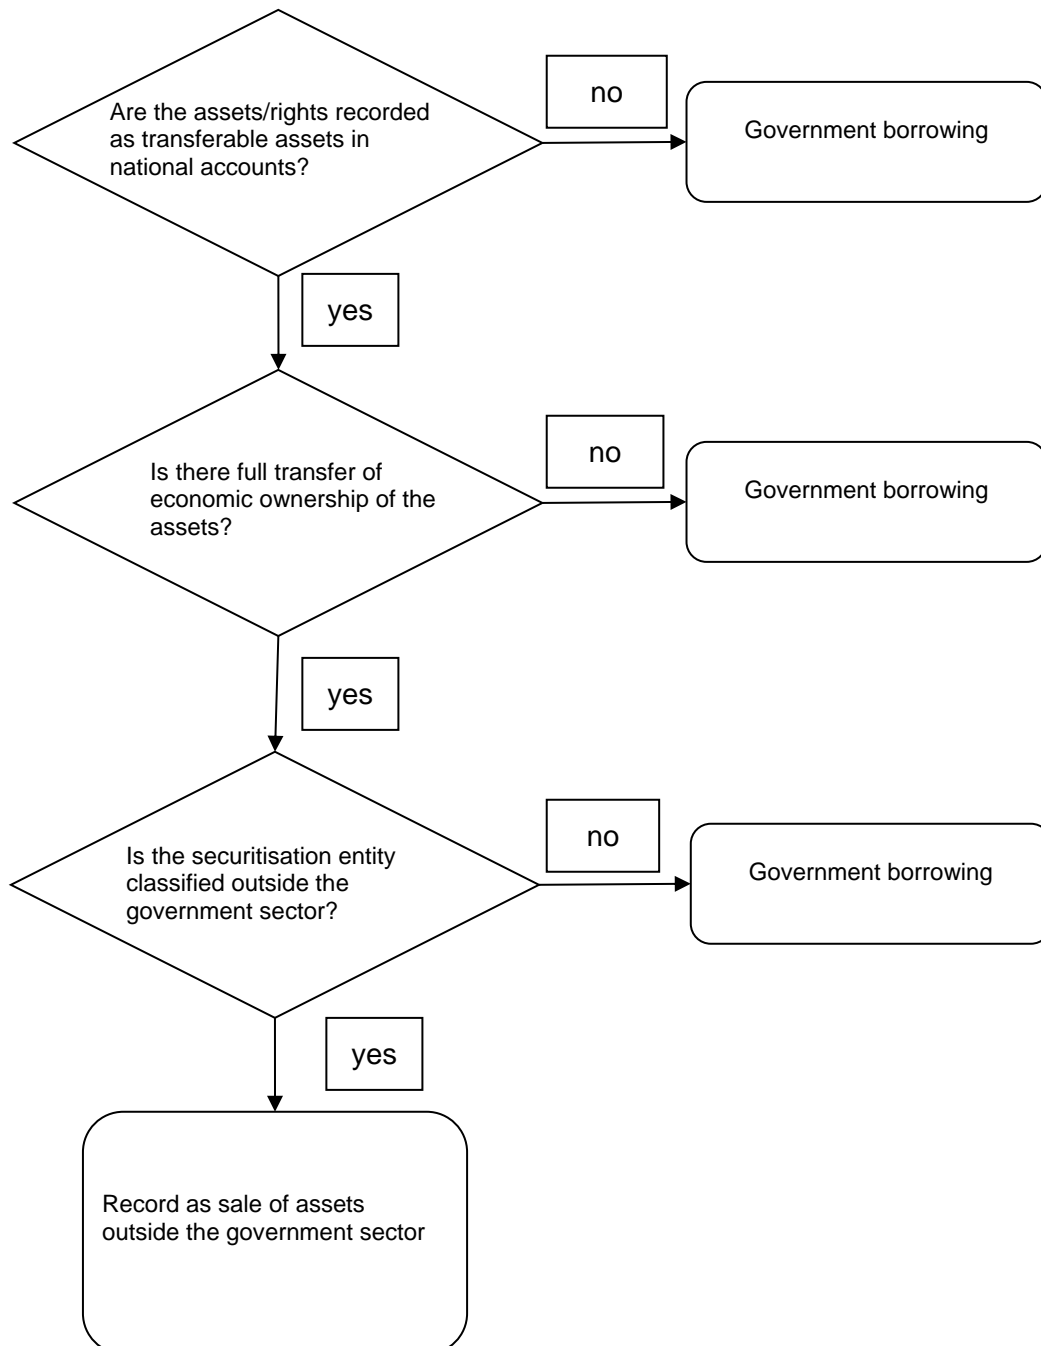 Are the assets/rights recorded
as transferable assets in
national accounts?
no
Government borrowing
yes
Is there full transfer of
economic ownership of the
assets?
no
Government borrowing
yes
Is the securitisation entity
classified outside the
government sector?
no
Government borrowing
yes
Record as sale of assets
outside the government sector